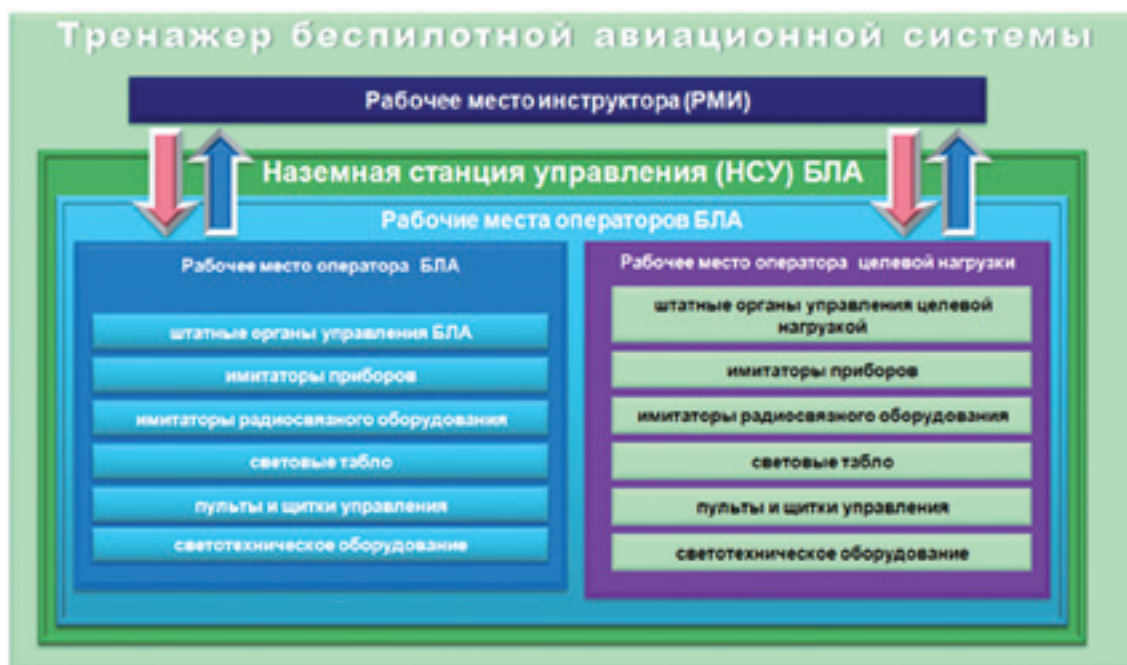 Тренажер беспилотной авиационной системы
Рабочее место инструктора (РМИ)
Наземная станция управления (НСУ) БЛА
Рабочие места операторов БЛА
Рабочее место оператора БЛА
штатные органы управления БЛА
имитаторы приборов
имитаторы радиосвязного оборудования
световые табло
пульты и щитки управления
светотехническое оборудование
Рабочее место оператора целевой нагрузки
штатные органы управления целевой
нагрузкой
имитаторы приборов
имитаторы радиосвязного оборудования
световые табло
пульты и щитки управления
светотехническое оборудование